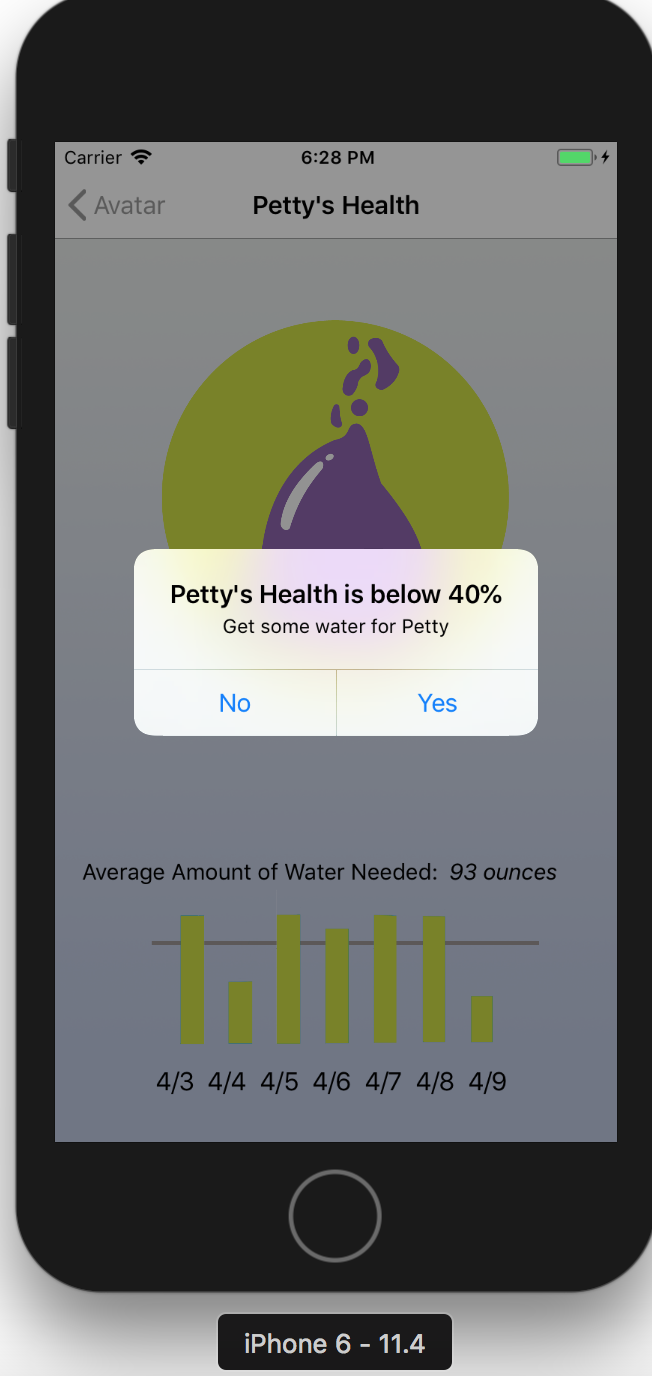 Carrier 6:28 PM
Avatar Petty's Health
Petty's Health is below 40%
Get some water for Petty
No Yes
Average Amount of Water Needed: 93 ounces
4/3 4/4 4/5 4/6 4/7 4/8 4/9
iPhone 6 - 11.4